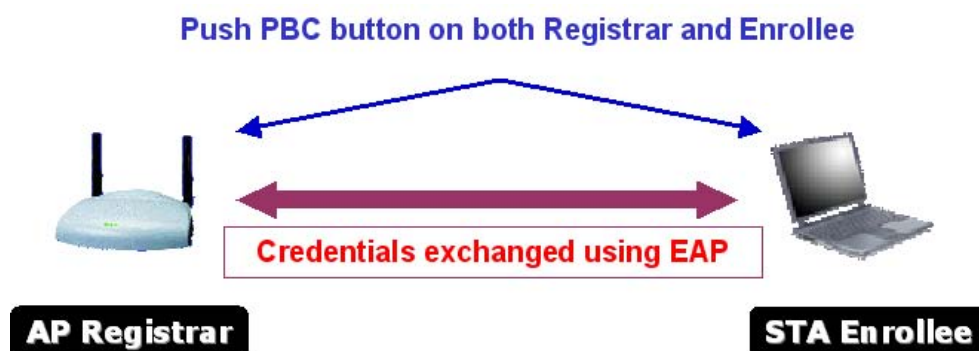 Push PBC button on both Registrar and Enrollee
Credentials exchanged using EAP
AP Registrar
STA Enrollee